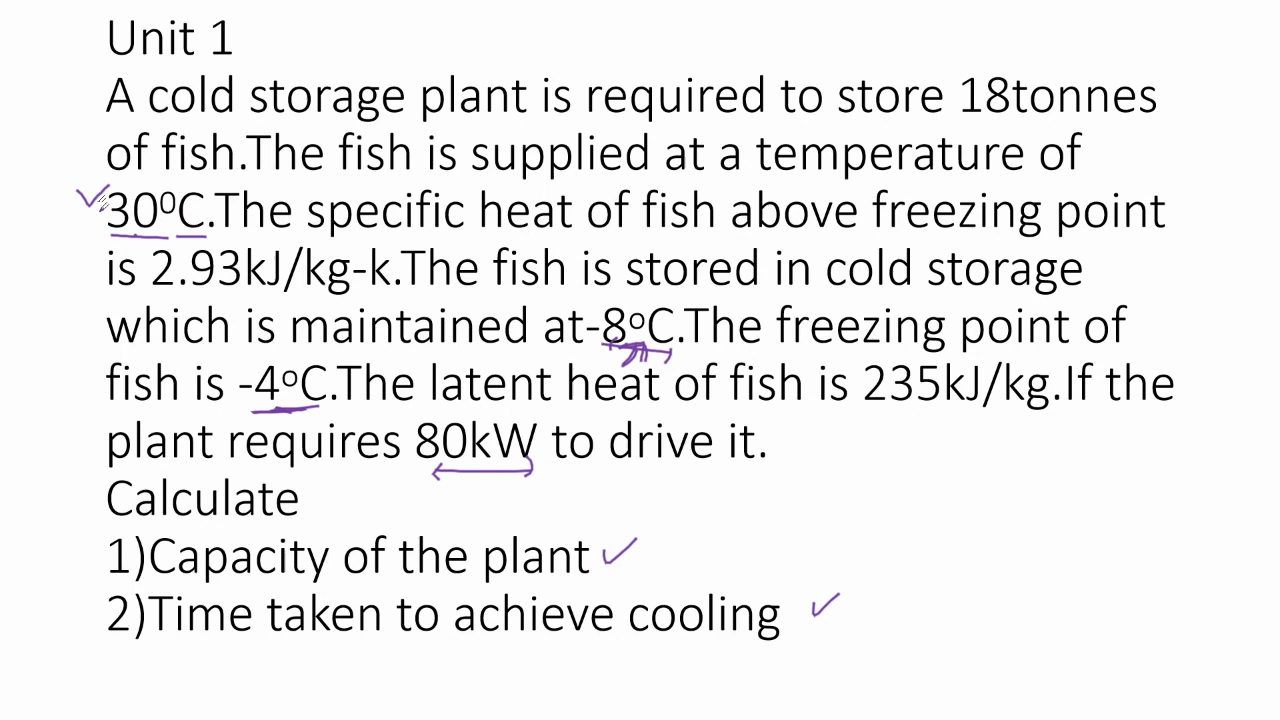 Unit 1
A cold storage plant is required to store 18tonnes
of fish.The fish is supplied at a temperature of
30⁰C.The specific heat of fish above freezing point
is 2.93kJ/kg-k.The fish is stored in cold storage
which is maintained at-8ᵒC.The freezing point of
fish is -4ᵒC.The latent heat of fish is 235kJ/kg.If the
plant requires 80kW to drive it.
Calculate
1)Capacity of the plant
2)Time taken to achieve cooling